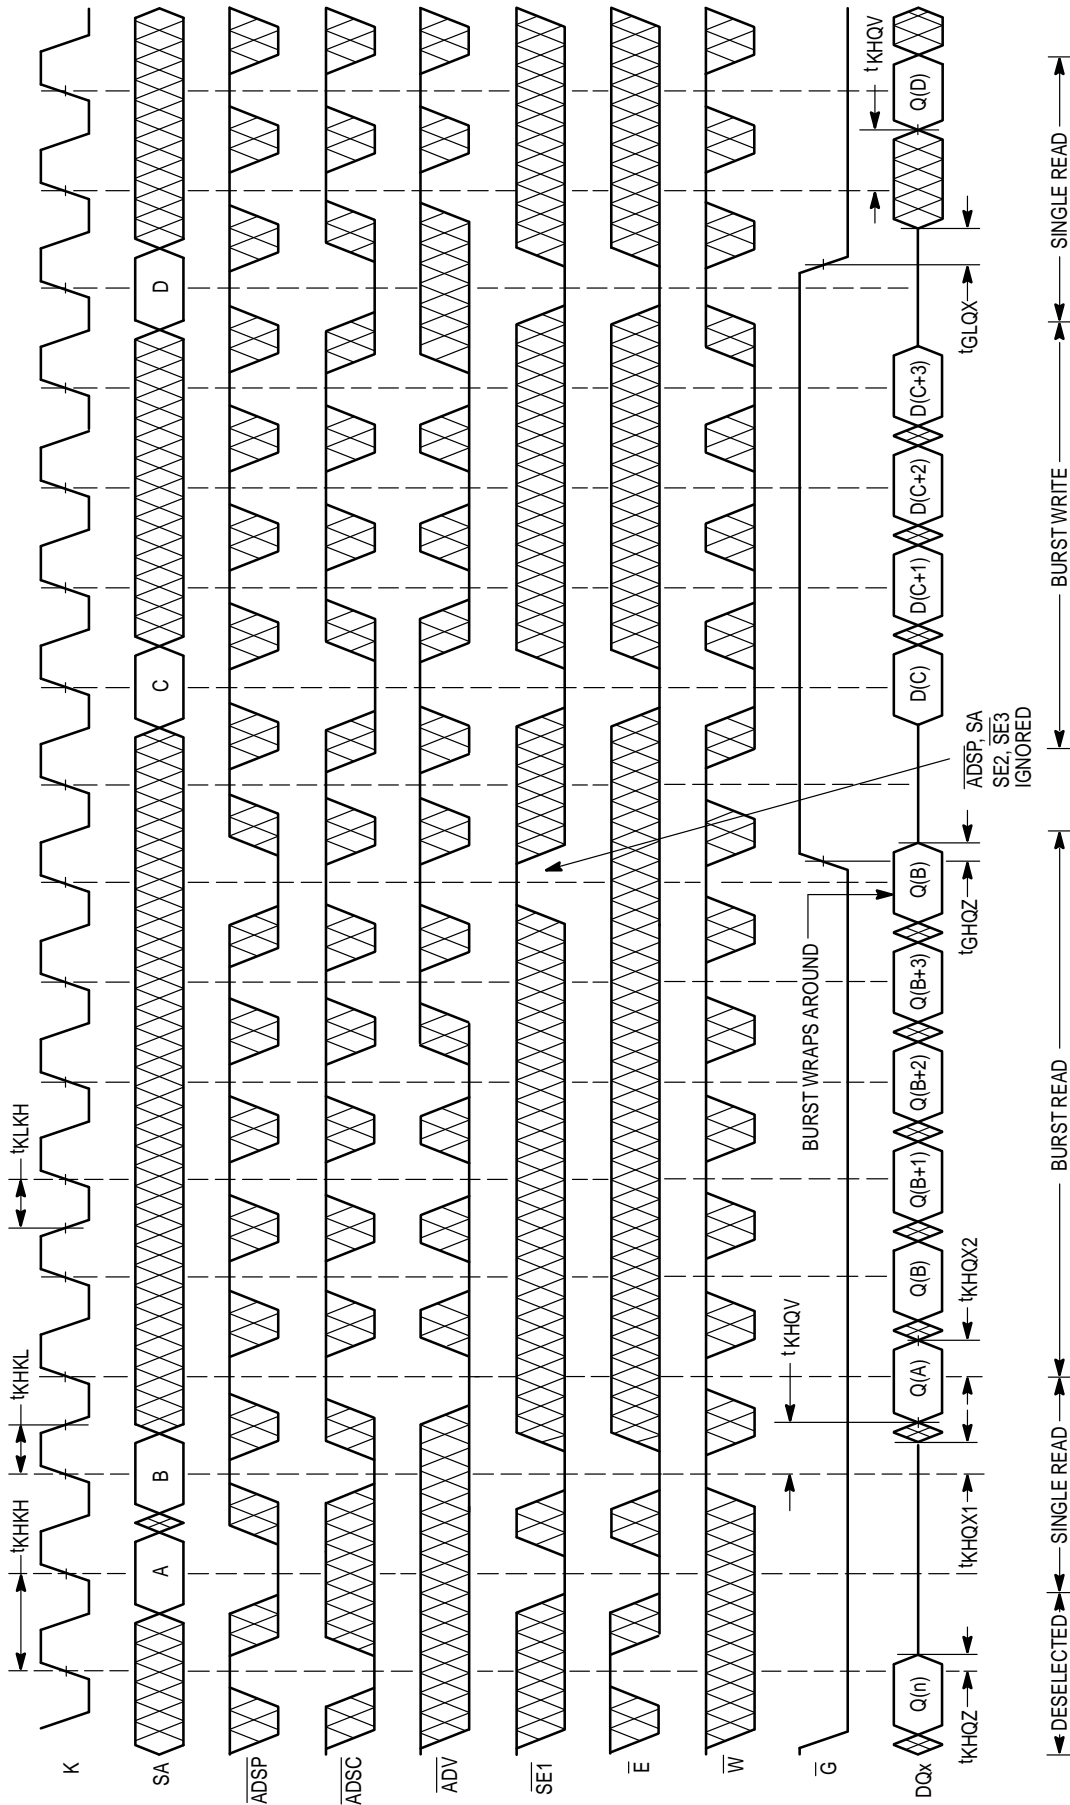 tKHKH
tKHKL
tKLKH
K
SA
A
B
C
D
ADSP
ADSC
ADV
SE1
E
W
G
DQx
tKHQV
BURST WRAPS AROUND
ADSP, SA
SE2, SE3
IGNORED
tKHQV
Q(n)
Q(A)
Q(B)
Q(B+1)
Q(B+2)
Q(B+3)
Q(B)
D(C)
D(C+1)
D(C+2)
D(C+3)
Q(D)
tKHQZ
tKHQX1
tKHQX2
tGHQZ
tGLQX
DESELECTED
SINGLE READ
BURST READ
BURST WRITE
SINGLE READ